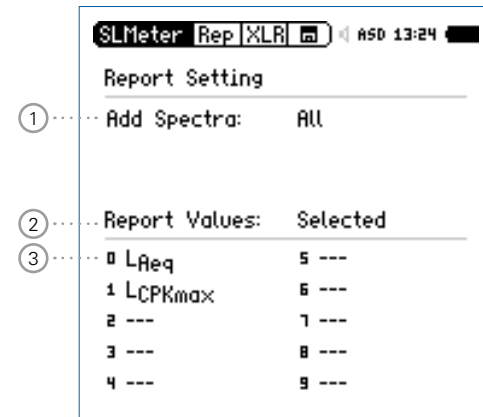 SLMeter Rep XLR ASD 13:24
Report Setting
1 Add Spectra: All
2 Report Values: Selected
3 0 LAeq 5 ---
1 LCPKmax 6 ---
2 --- 7 ---
3 --- 8 ---
4 --- 9 ---